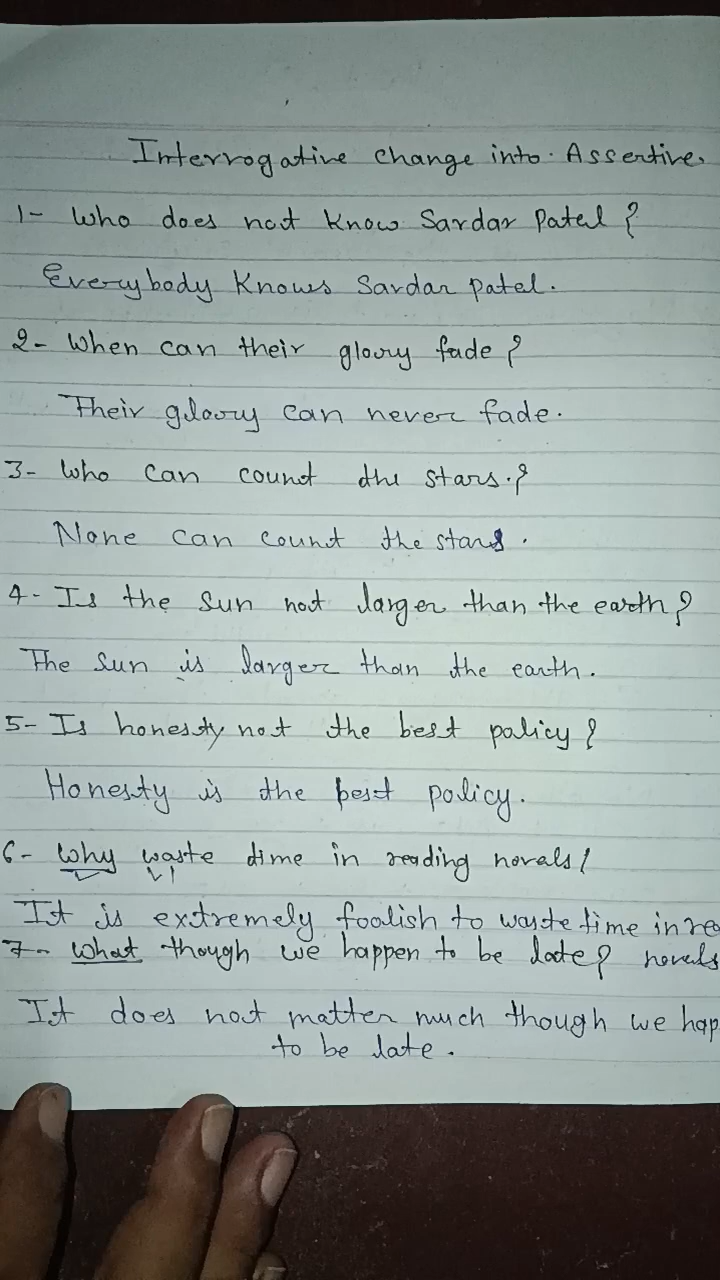 Interrogative change into Assertive.
1- Who does not know Sardar Patel?
Everybody knows Sardar patel.
2- When can their gloory fade?
Their gloory can never fade.
3- Who can count the stars.?
None can count the stars.
4- Is the sun not larger than the earth?
The sun is larger than the earth.
5- Is honesty not the best policy?
Honesty is the best policy.
6- Why waste time in reading novals!
It is extremely foolish to waste time in re
7- What though we happen to be late? novels
It does not matter much though we hap
to be late.